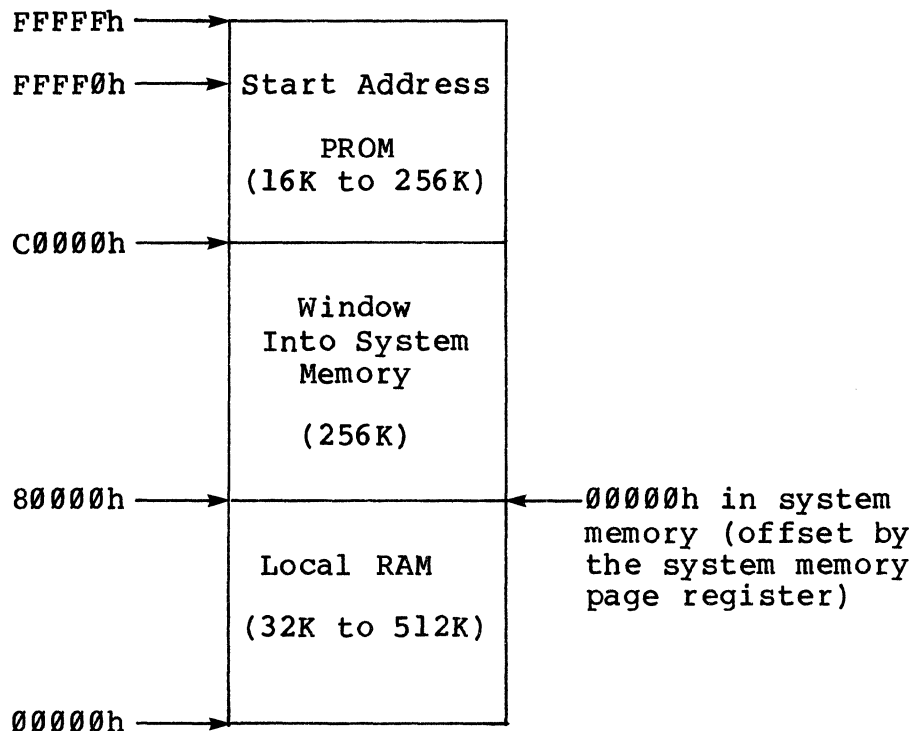 FFFFFh
FFFF0h
Start Address
PROM
(16K to 256K)
C0000h
Window
Into System
Memory
(256K)
80000h
00000h in system
memory (offset by
the system memory
page register)
Local RAM
(32K to 512K)
00000h